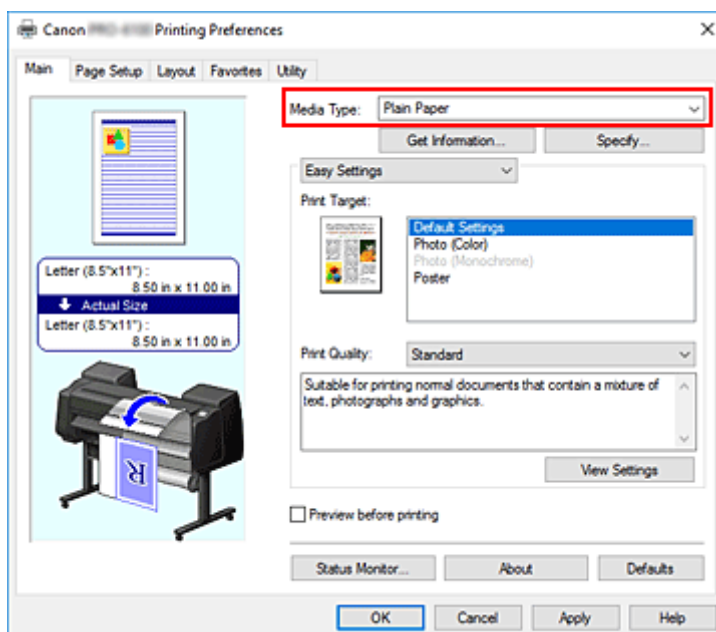 Canon Printing Preferences
Main
Page Setup
Layout
Favorites
Utility
Media Type:
Plain Paper
Get Information...
Specify...
Easy Settings
Print Target:
Default Settings
Photo (Color)
Photo (Monochrome)
Poster
Letter (8.5"x11") :
8.50 in x 11.00 in
Actual Size
Letter (8.5"x11") :
8.50 in x 11.00 in
R
Print Quality:
Standard
Suitable for printing normal documents that contain a mixture of
text, photographs and graphics.
View Settings
Preview before printing
Status Monitor...
About
Defaults
OK
Cancel
Apply
Help